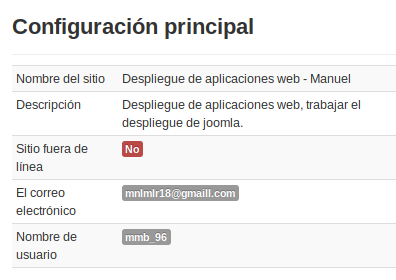 Configuración principal
Nombre del sitio Despliegue de aplicaciones web - Manuel
Descripción Despliegue de aplicaciones web, trabajar el
despliegue de joomla.
Sitio fuera de No
línea
El correo mnlmlr18@gmaill.com
electrónico
Nombre de mmb_96
usuario